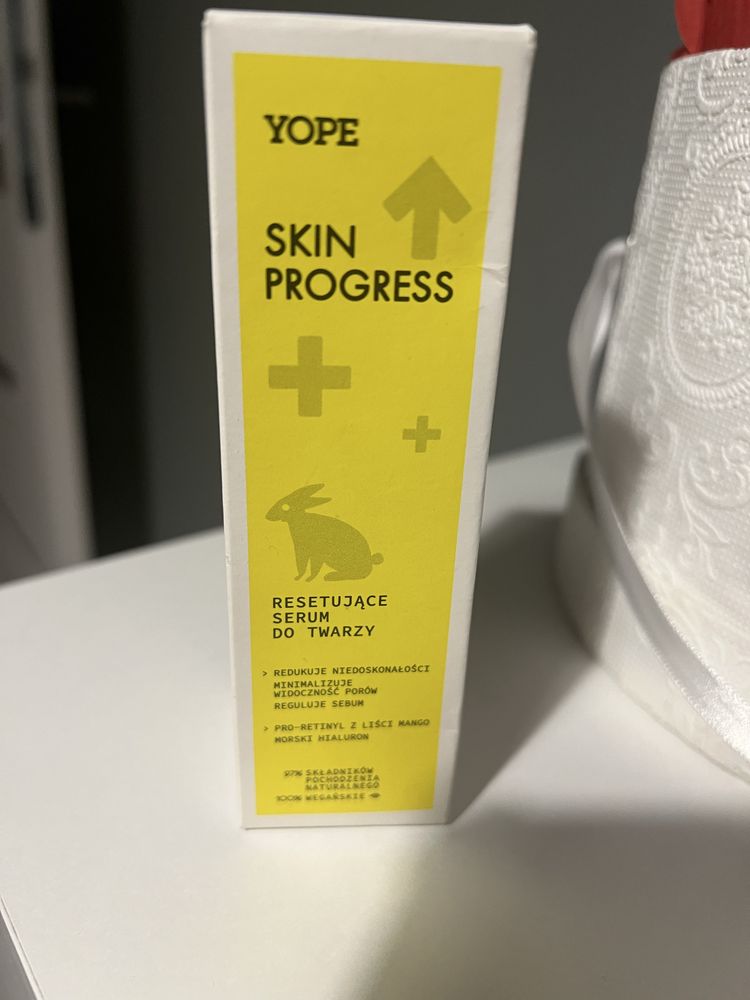 YOPE
SKIN
PROGRESS
RESETUJĄCE
SERUM
DO TWARZY
> REDUKUJE NIEDOSKONAŁOŚCI
MINIMALIZUJE
WIDOCZNOŚĆ PORÓW
REGULUJE SEBUM
> PRO-RETINYL Z LIŚCI MANGO
MORSKI HIALURON
97% SKŁADNIKÓW
POCHODZENIA
NATURALNEGO
100% WEGAŃSKIE